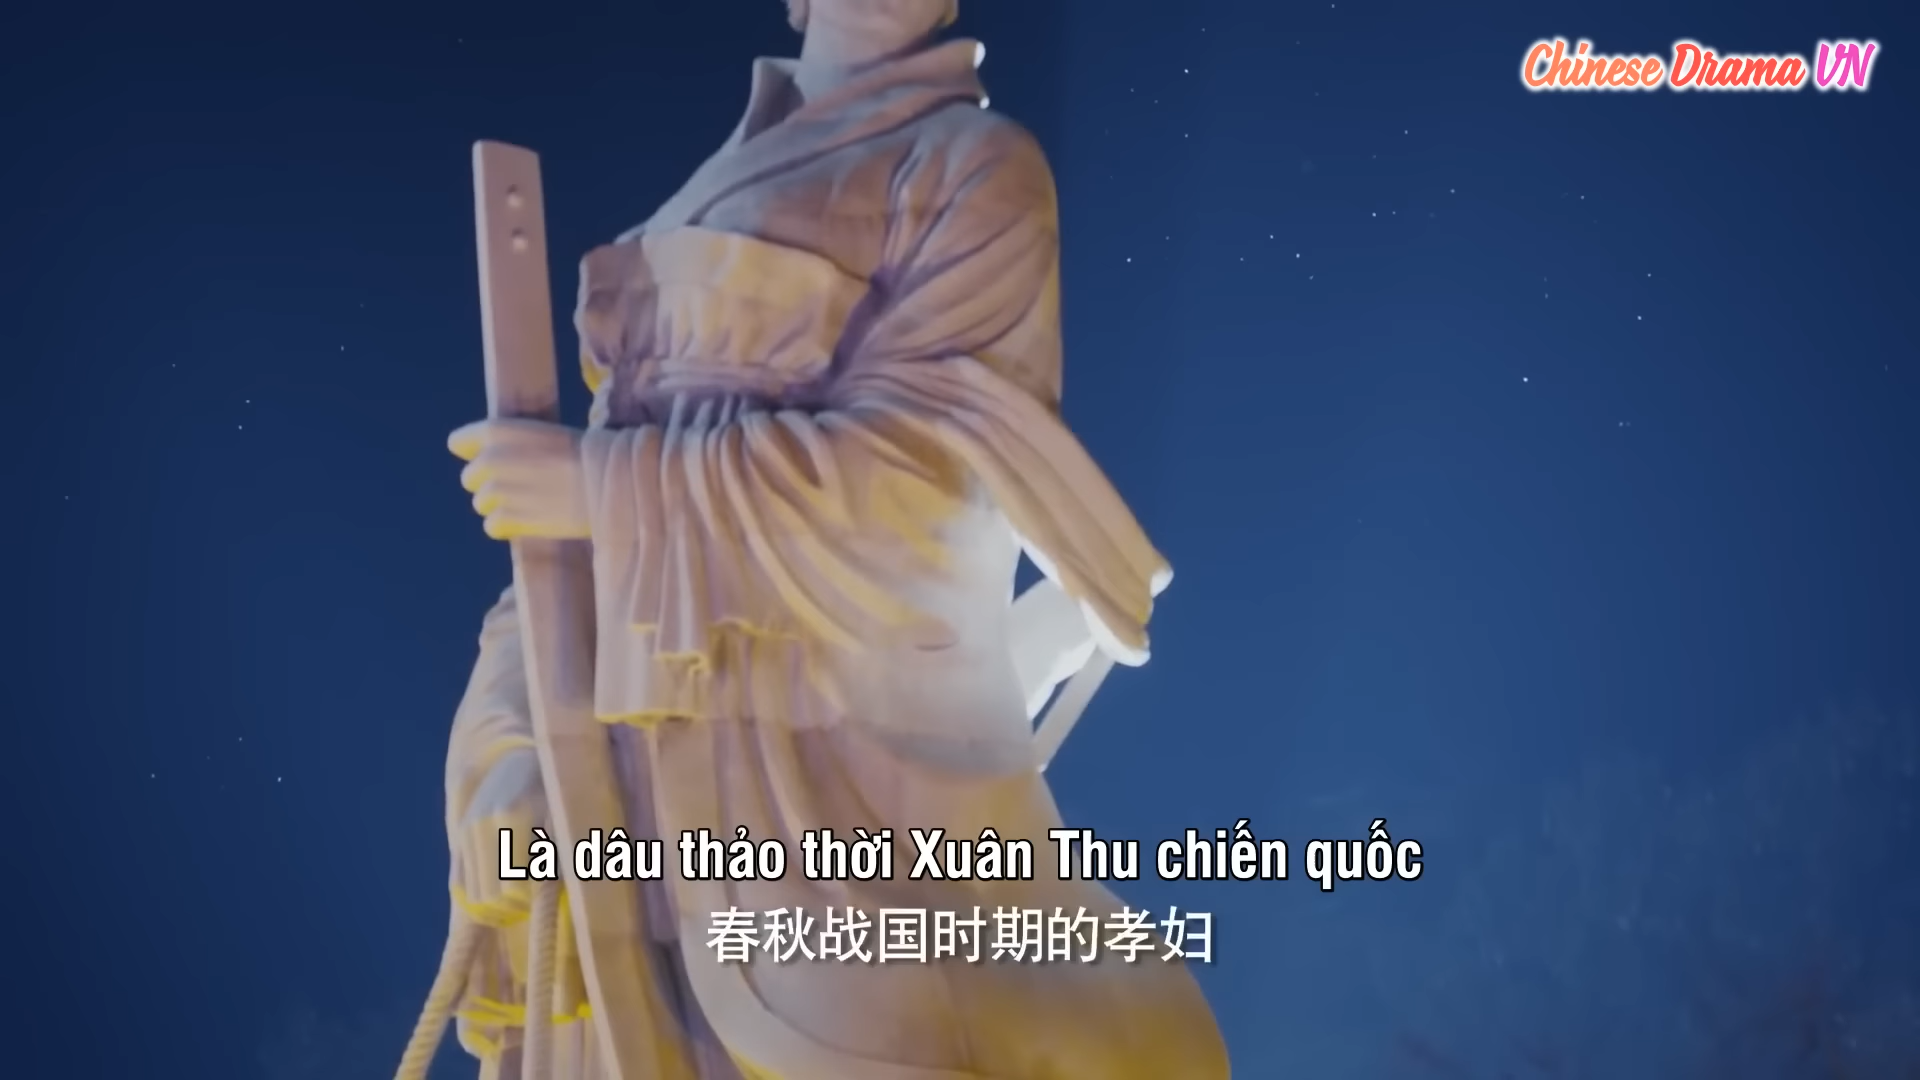 Chinese Drama VN
Là dâu thảo thời Xuân Thu chiến quốc
春秋战国时期的孝妇